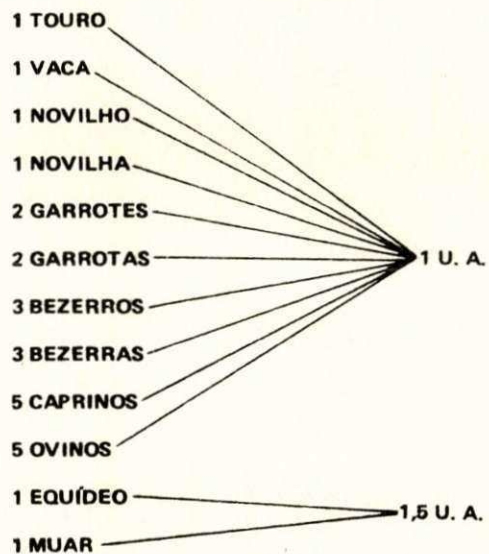 1 TOURO
1 VACA
1 NOVILHO
1 NOVILHA
2 GARROTES
2 GARROTAS
1 U. A.
3 BEZERROS
3 BEZERRAS
5 CAPRINOS
5 OVINOS
1 EQUÍDEO
1,5 U. A.
1 MUAR